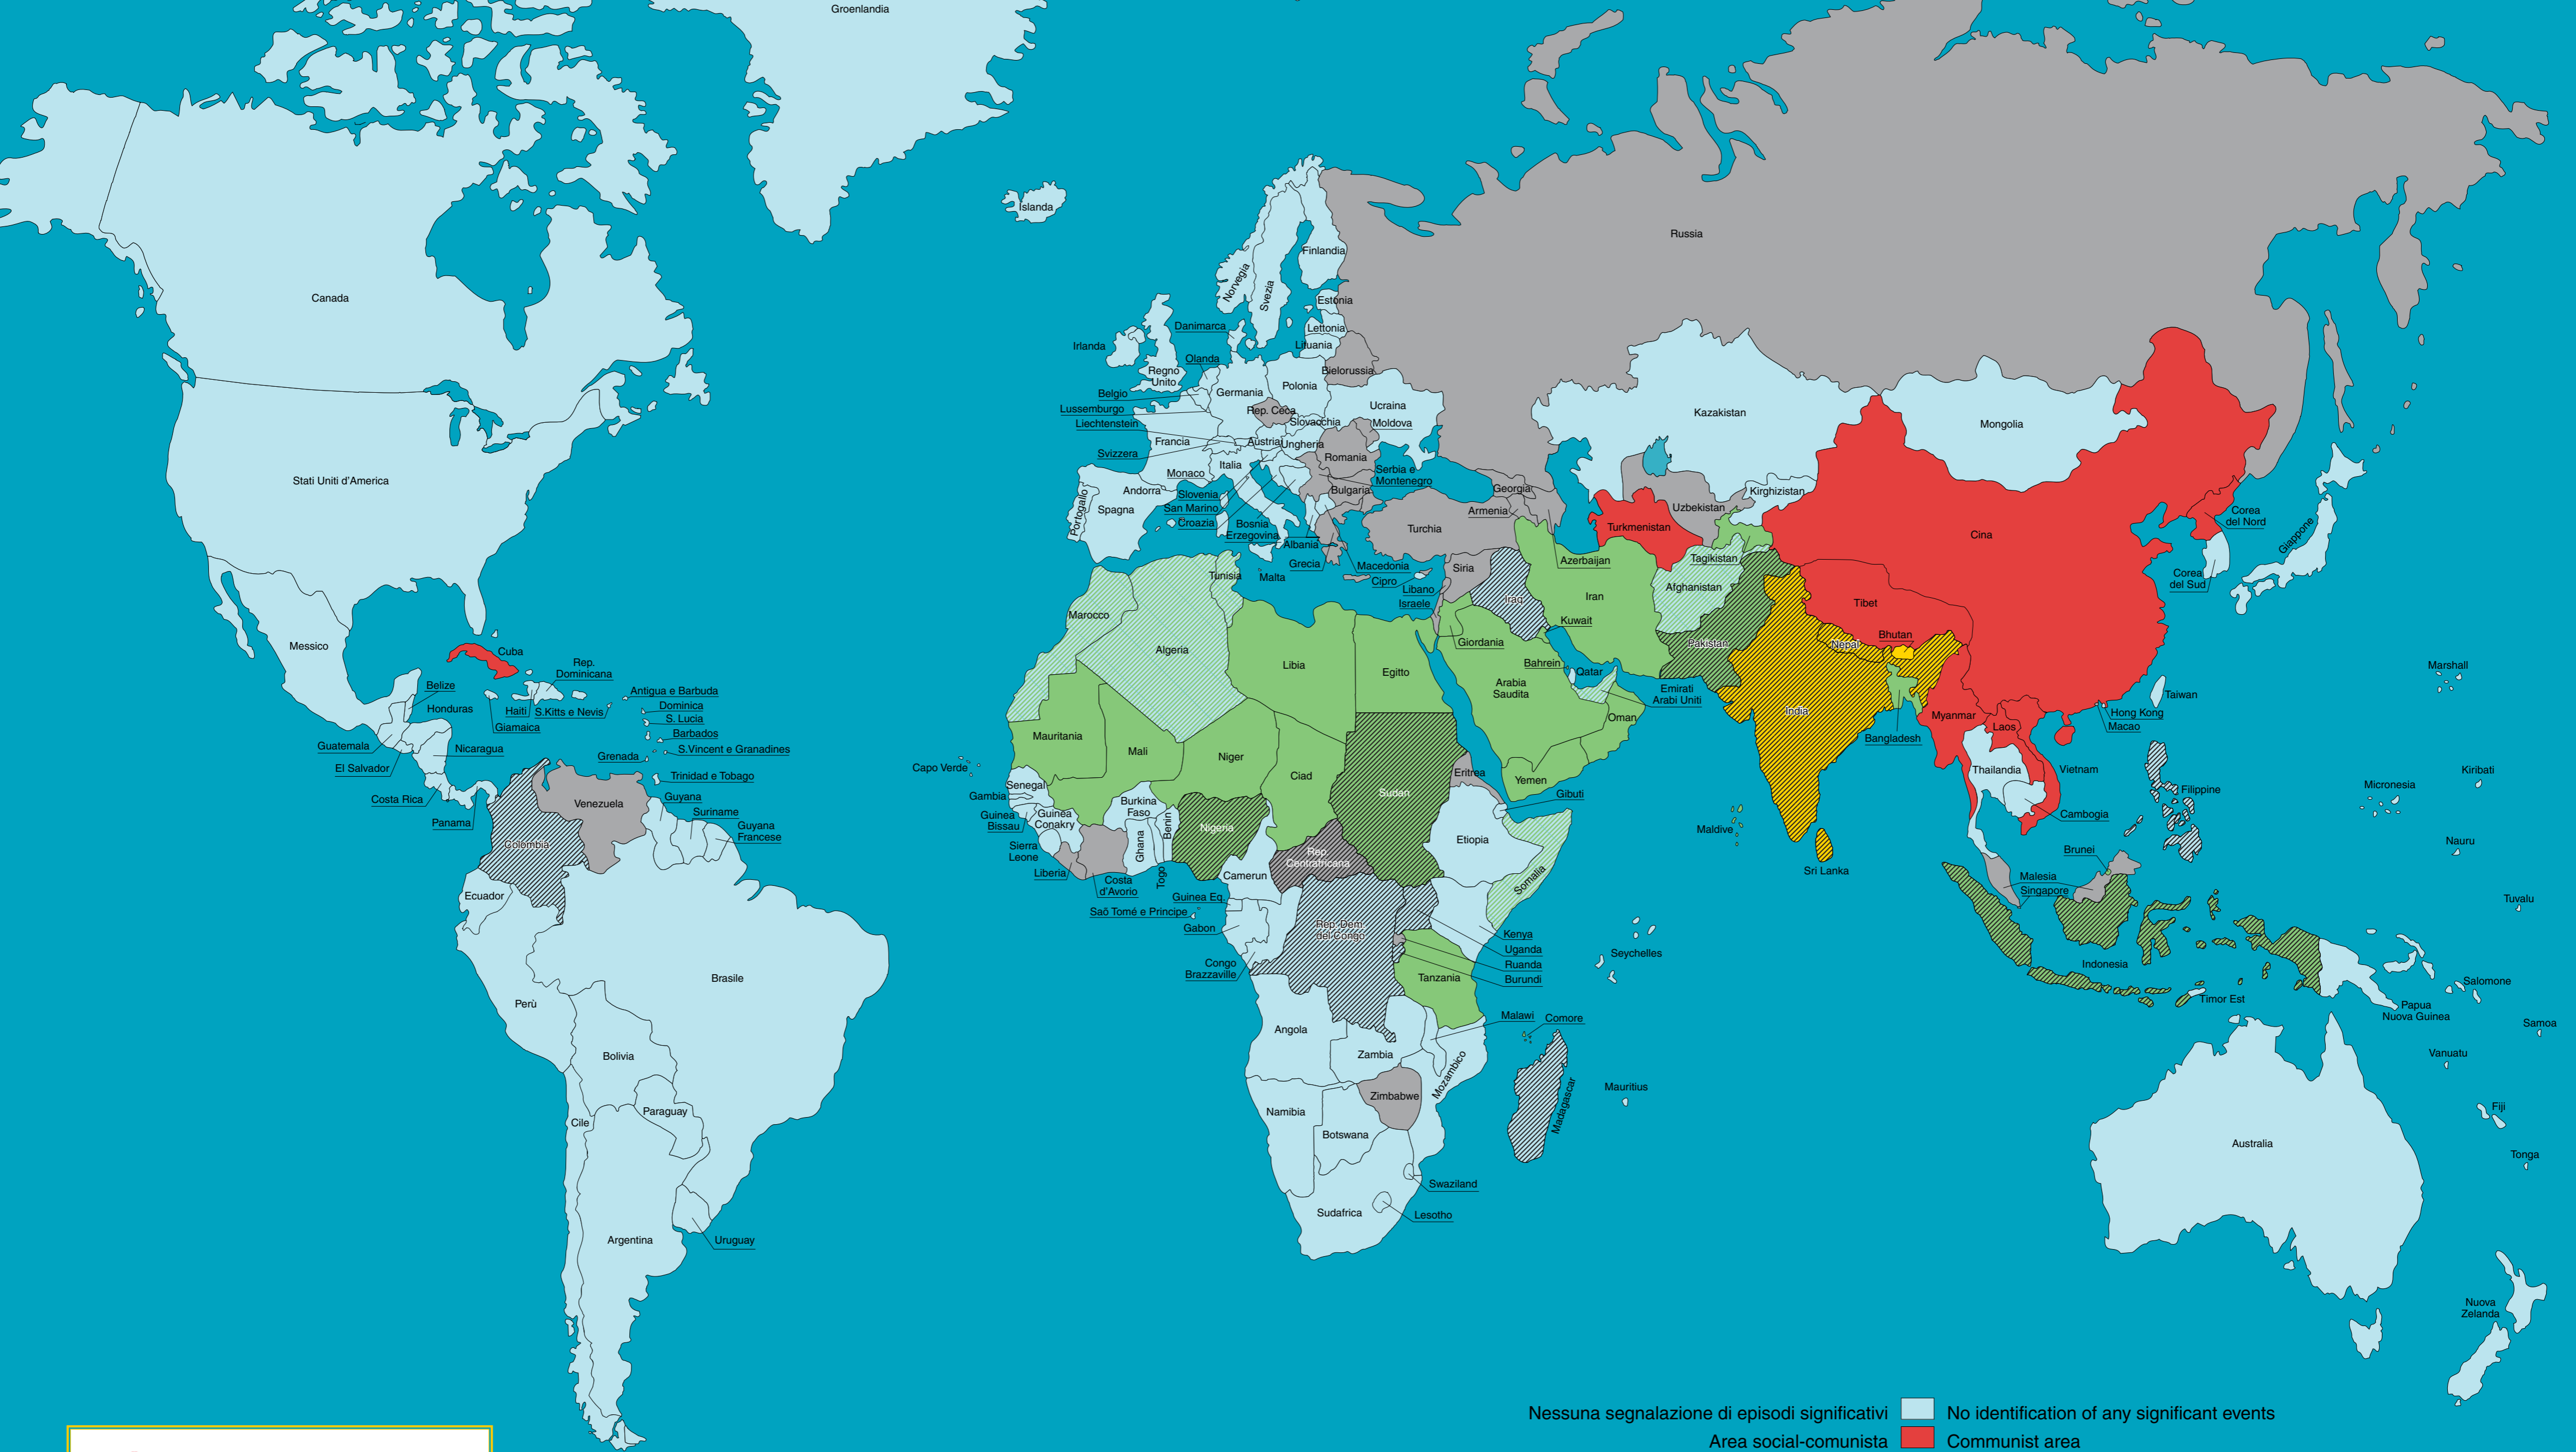 Groenlandia
Islanda
Canada
Stati Uniti d'America
Messico
Cuba
Rep.
Dominicana
Belize
Honduras
Haiti
S.Kitts e Nevis
Giamaica
Antigua e Barbuda
Dominica
S. Lucia
Barbados
S.Vincent e Granadines
Grenada
Trinidad e Tobago
Guatemala
Nicaragua
El Salvador
Costa Rica
Panama
Venezuela
Guyana
Suriname
Guyana
Francese
Colombia
Ecuador
Perù
Brasile
Bolivia
Paraguay
Cile
Argentina
Uruguay
Norvegia
Svezia
Finlandia
Estonia
Lettonia
Lituania
Danimarca
Irlanda
Regno
Unito
Olanda
Belgio
Lussemburgo
Liechtenstein
Svizzera
Germania
Polonia
Bielorussia
Rep. Ceca
Slovacchia
Ucraina
Moldova
Francia
Austria
Ungheria
Romania
Italia
Monaco
Andorra
Portogallo
Spagna
Slovenia
San Marino
Croazia
Bosnia
Erzegovina
Serbia e
Montenegro
Bulgaria
Albania
Grecia
Macedonia
Malta
Cipro
Libano
Israele
Turchia
Siria
Georgia
Armenia
Azerbaijan
Russia
Kazakistan
Mongolia
Kirghizistan
Uzbekistan
Turkmenistan
Tagikistan
Afghanistan
Iran
Iraq
Kuwait
Giordania
Bahrein
Qatar
Arabia
Saudita
Emirati
Arabi Uniti
Oman
Yemen
Pakistan
India
Nepal
Bhutan
Bangladesh
Tibet
Cina
Corea
del Nord
Corea
del Sud
Giappone
Taiwan
Hong Kong
Macao
Myanmar
Laos
Thailandia
Vietnam
Cambogia
Filippine
Maldive
Sri Lanka
Brunei
Malesia
Singapore
Indonesia
Timor Est
Papua
Nuova Guinea
Marshall
Micronesia
Kiribati
Nauru
Tuvalu
Salomone
Samoa
Vanuatu
Fiji
Tonga
Australia
Nuova
Zelanda
Marocco
Algeria
Tunisia
Libia
Egitto
Mauritania
Mali
Niger
Ciad
Sudan
Eritrea
Gibuti
Etiopia
Somalia
Capo Verde
Senegal
Gambia
Guinea
Bissau
Guinea
Conakry
Sierra
Leone
Liberia
Costa
d'Avorio
Burkina
Faso
Ghana
Togo
Benin
Nigeria
Camerun
Rep.
Centrafricana
Guinea Eq.
Saõ Tomé e Principe
Gabon
Congo
Brazzaville
Rep. Dem.
del Congo
Kenya
Uganda
Ruanda
Burundi
Tanzania
Seychelles
Angola
Zambia
Malawi
Comore
Mozambico
Madagascar
Mauritius
Zimbabwe
Namibia
Botswana
Swaziland
Sudafrica
Lesotho
Nessuna segnalazione di episodi significativi No identification of any significant events
Area social-comunista Communist area